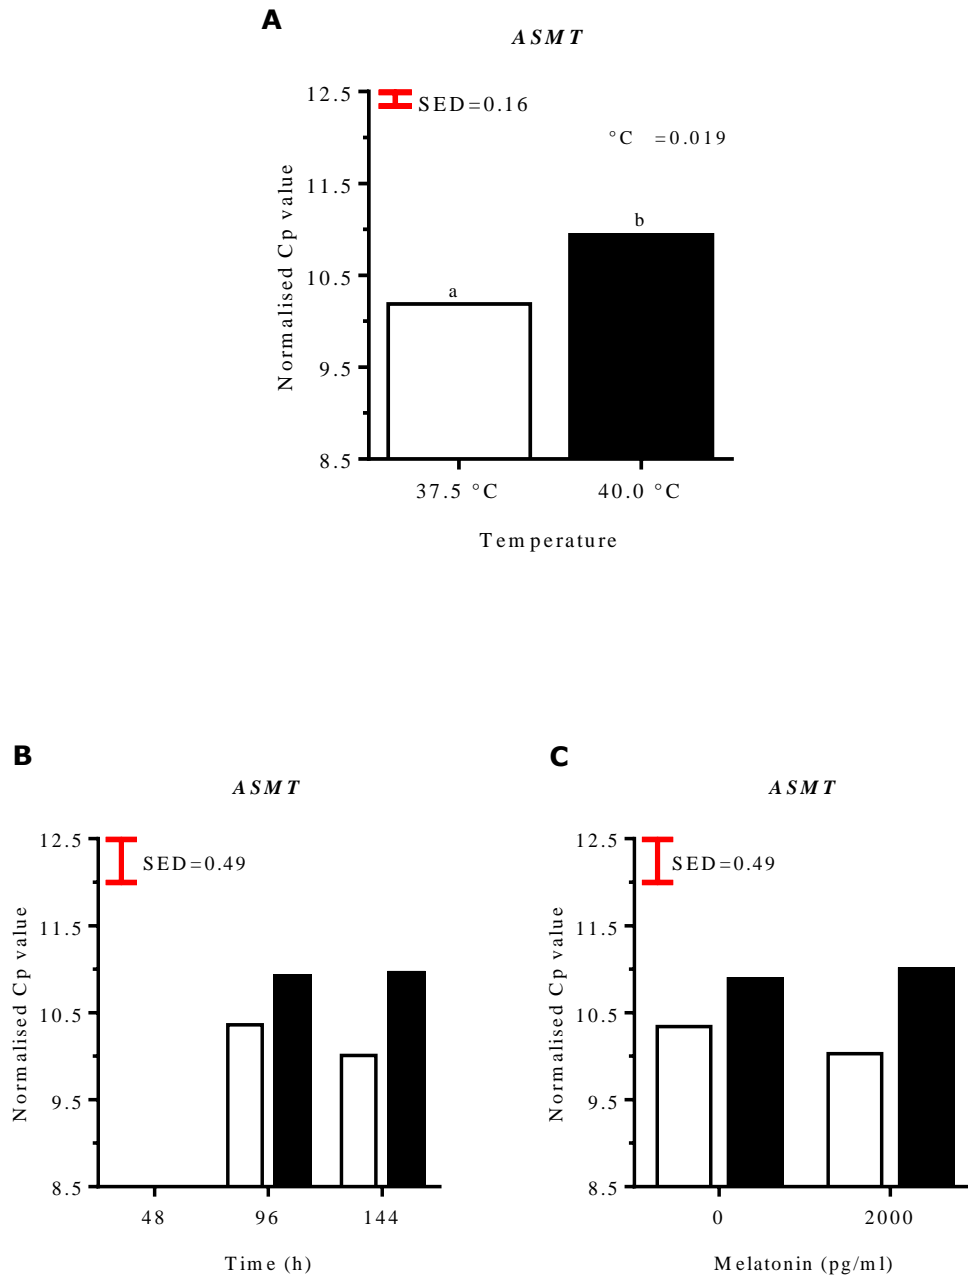 A
ASMT
12.5
SED=0.16
°C =0.019
11.5
b
10.5
a
9.5
8.5
Normalised Cp value
37.5 °C 40.0 °C
Temperature
B
ASMT
12.5
SED=0.49
11.5
10.5
9.5
8.5
Normalised Cp value
48 96 144
Time (h)
C
ASMT
12.5
SED=0.49
11.5
10.5
9.5
8.5
Normalised Cp value
0 2000
Melatonin (pg/ml)